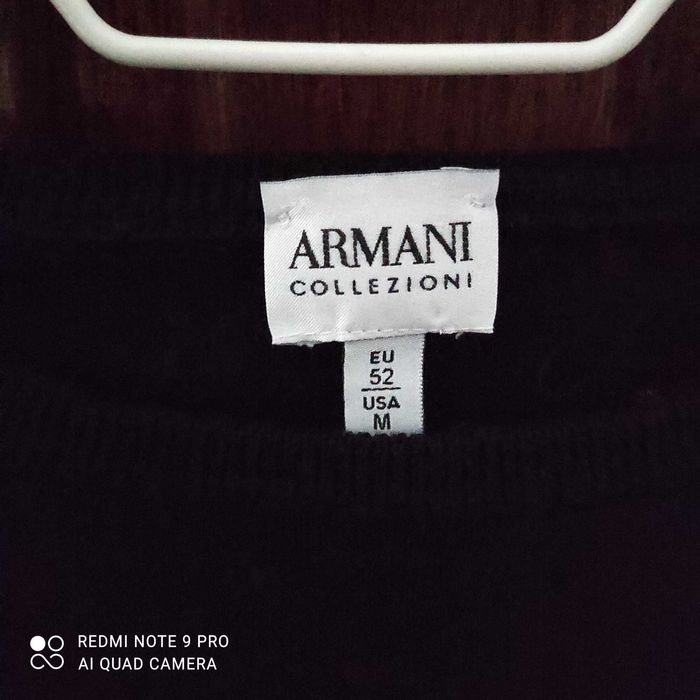 ARMANI
COLLEZIONI
EU
52
USA
M
REDMI NOTE 9 PRO
AI QUAD CAMERA